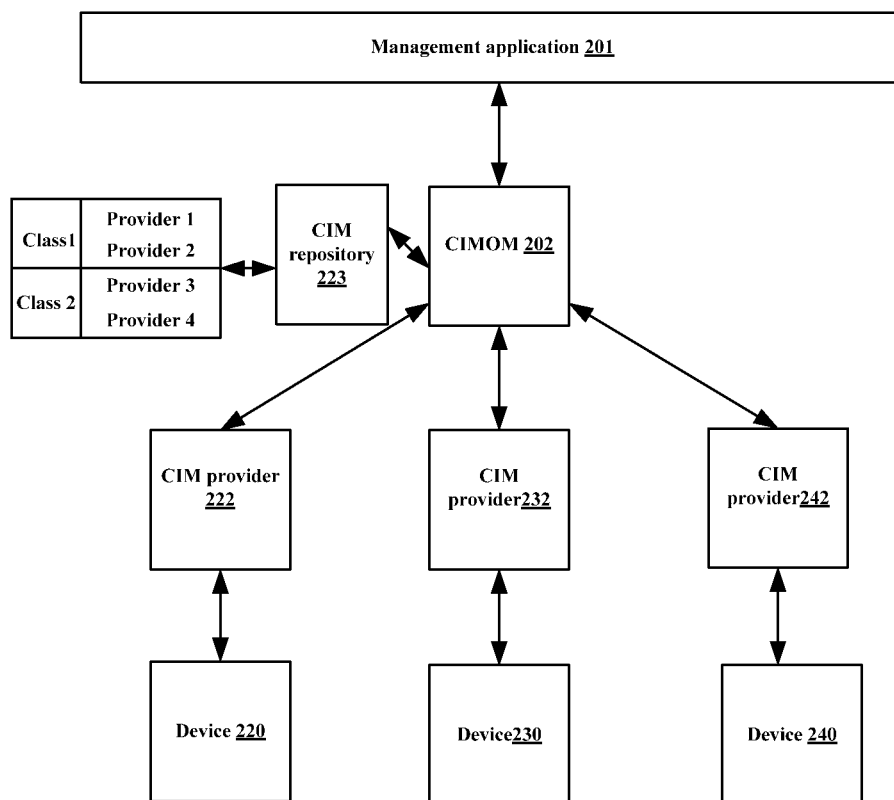 Management application 201
Class1
Provider 1
Provider 2
Class 2
Provider 3
Provider 4
CIM
repository
223
CIMOM 202
CIM provider
222
CIM
provider232
CIM
provider242
Device 220
Device230
Device 240